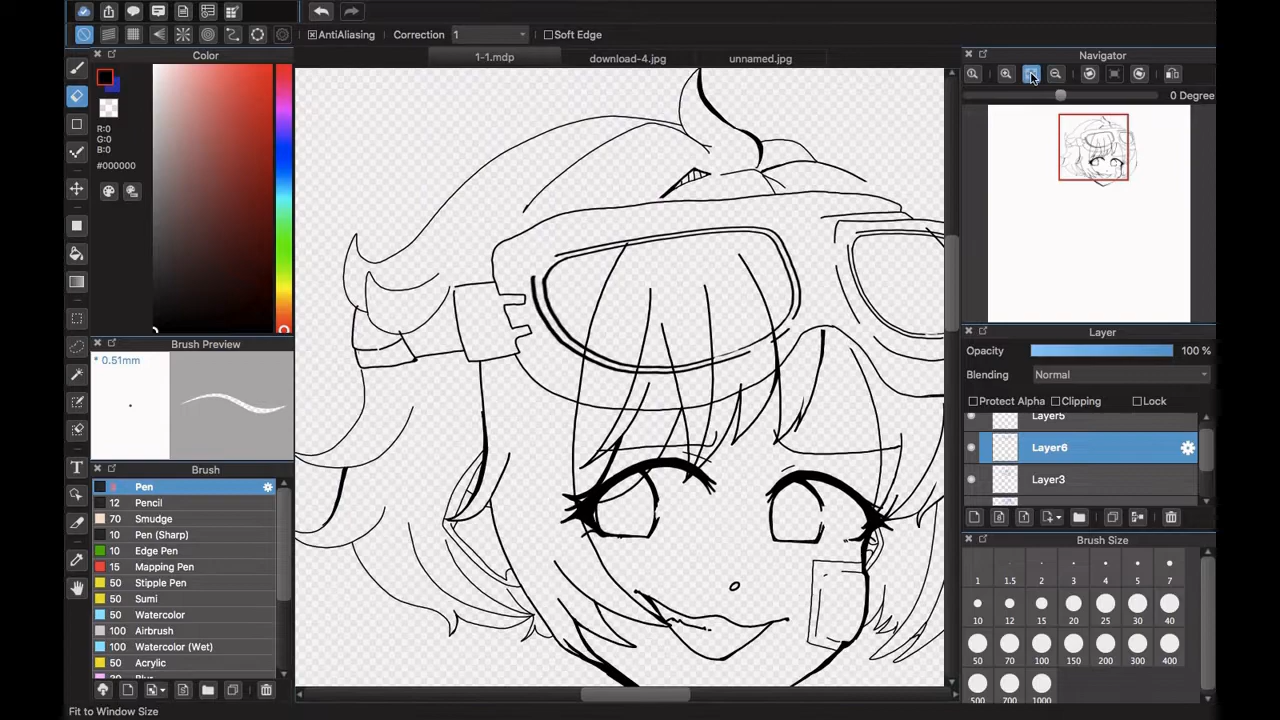 AntiAliasing Correction 1 Soft Edge
Color
1-1.mdp download-4.jpg unnamed.jpg
Navigator
0 Degree
R:0
G:0
B:0
#000000
Brush Preview
* 0.51mm
Layer
Opacity 100 %
Blending Normal
Protect Alpha Clipping Lock
Layer5
Layer6
Layer3
Brush
Pen
12 Pencil
70 Smudge
10 Pen (Sharp)
10 Edge Pen
15 Mapping Pen
50 Stipple Pen
50 Sumi
50 Watercolor
100 Airbrush
100 Watercolor (Wet)
50 Acrylic
Brush Size
1 1.5 2 3 4 5 7
10 12 15 20 25 30 40
50 70 100 150 200 300 400
500 700 1000
T
Fit to Window Size